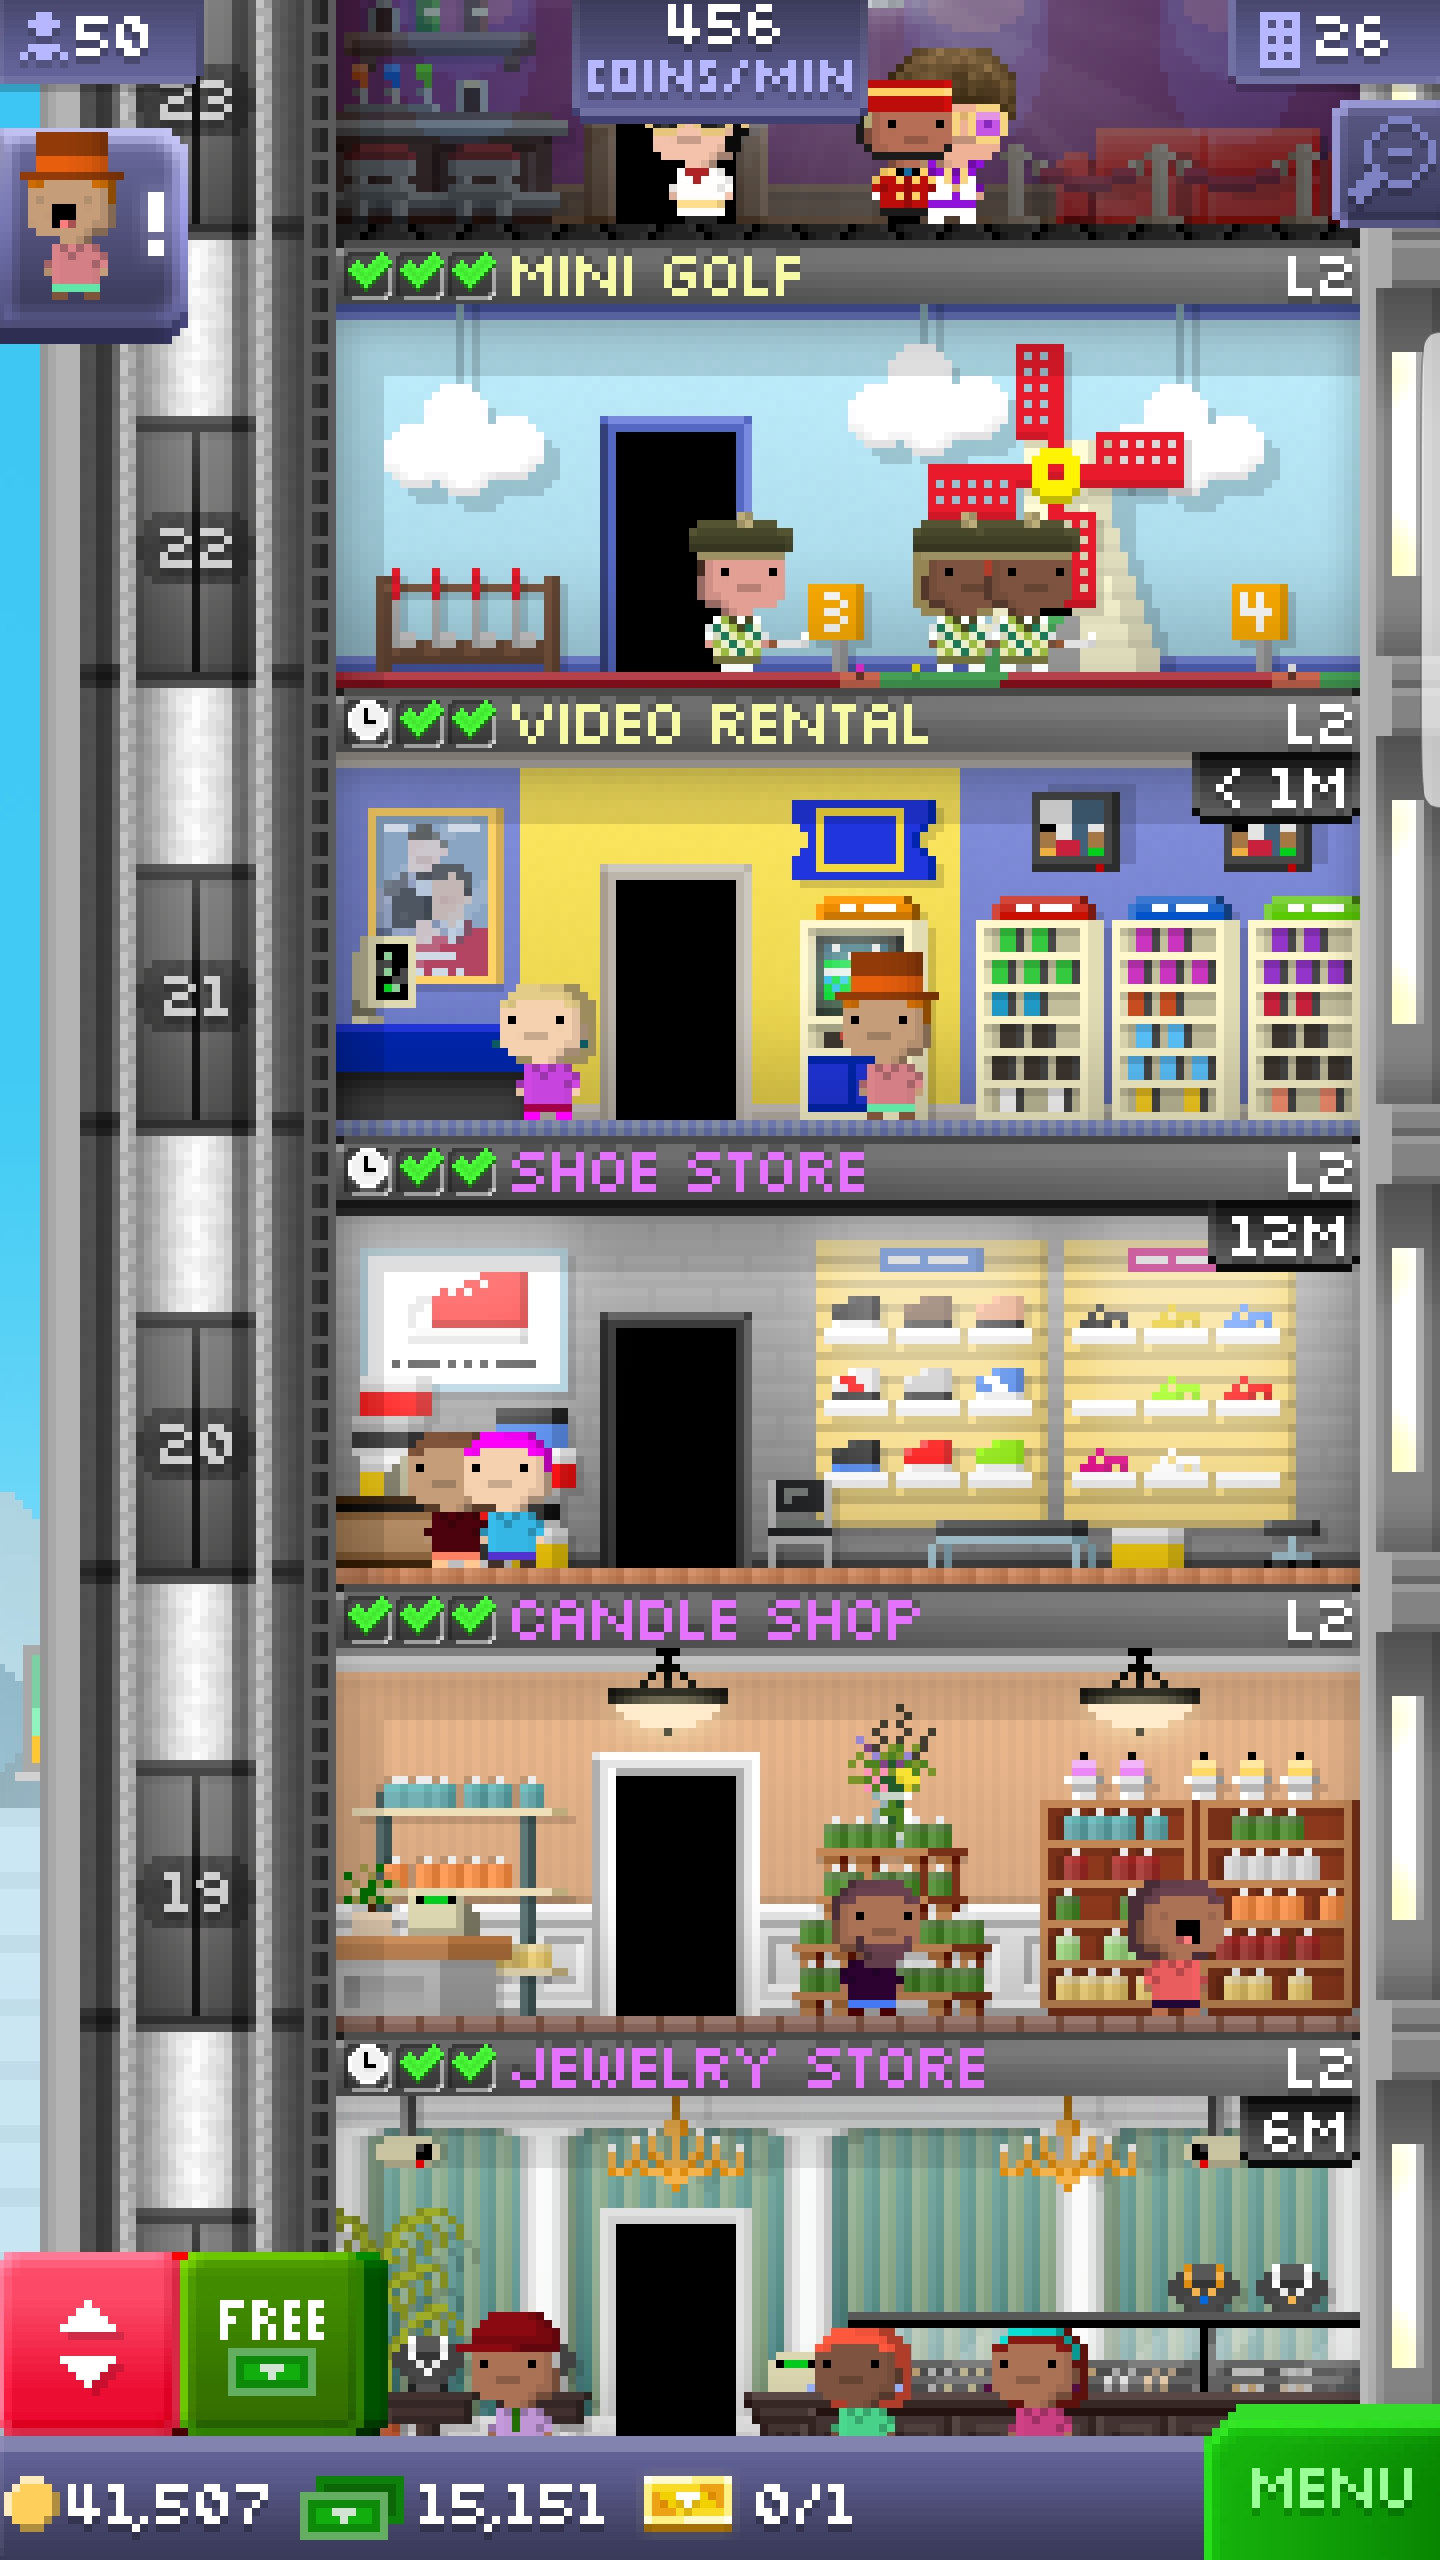 50
456
COINS/MIN
26
23
!
MINI GOLF L2
22
3
4
VIDEO RENTAL L2
< 1M
21
SHOE STORE L2
12M
20
CANDLE SHOP L2
19
JEWELRY STORE L2
6M
FREE
41,507 15,151 0/1
MENU